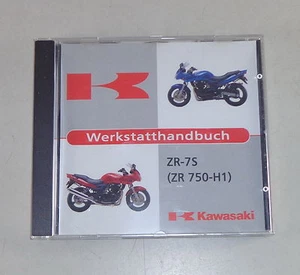 Werkstatthandbuch
ZR-7S
(ZR 750-H1)
Kawasaki